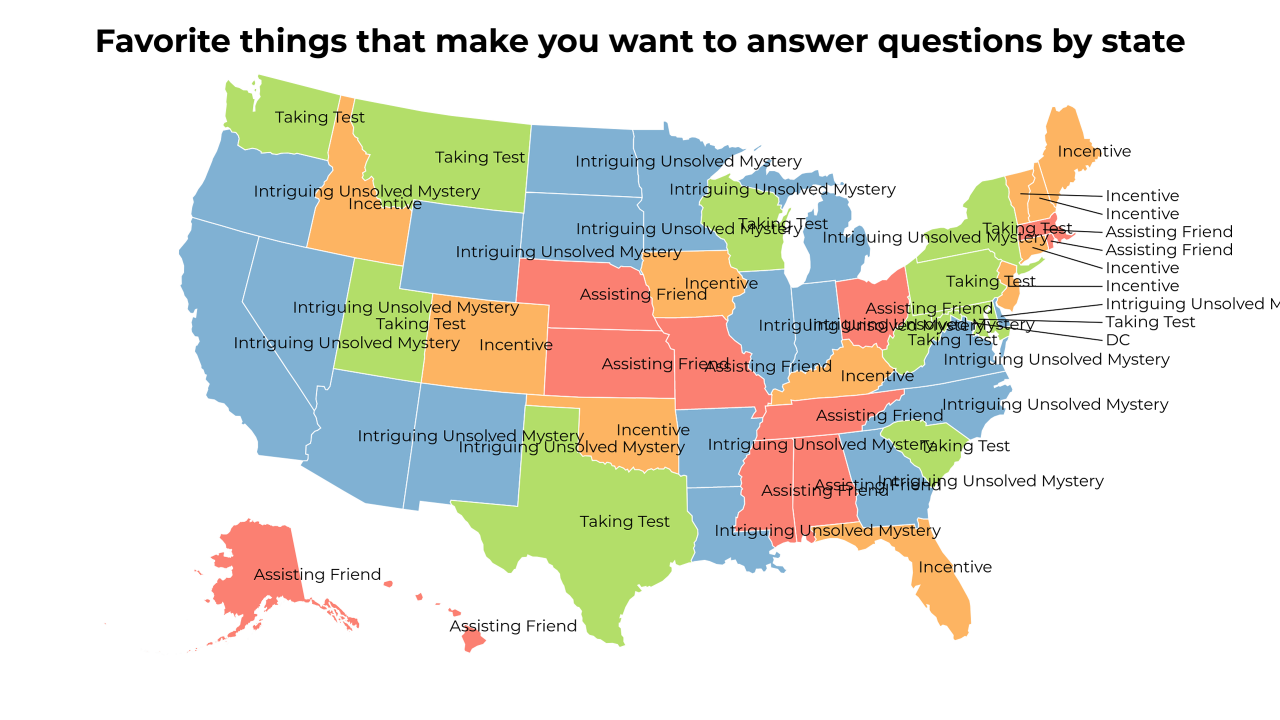 Favorite things that make you want to answer questions by state
Taking Test
Incentive
Taking Test
Intriguing Unsolved Mystery
Intriguing Unsolved Mystery
Taking Test
Intriguing Unsolved Mystery
Incentive
Incentive
Incentive
Incentive
Taking Test
Assisting Friend
Intriguing Unsolved Mystery
Intriguing Unsolved Mystery
Assisting Friend
Intriguing Unsolved Mystery
Incentive
Incentive
Taking Test
Incentive
Assisting Friend
Intriguing Unsolved Mystery
Assisting Friend
Intriguing Unsolved M
Taking Test
Taking Test
Intriguing Unsolved Mystery
Intriguing Unsolved Mystery
Intriguing Unsolved Mystery
Taking Test
DC
Intriguing Unsolved Mystery
Incentive
Intriguing Unsolved Mystery
Assisting Friend
Assisting Friend
Incentive
Intriguing Unsolved Mystery
Assisting Friend
Incentive
Intriguing Unsolved Mystery
Intriguing Unsolved Mystery
Intriguing Unsolved Mystery
Taking Test
Intriguing Unsolved Mystery
Assisting Friend
Assisting Friend
Taking Test
Intriguing Unsolved Mystery
Incentive
Assisting Friend
Assisting Friend